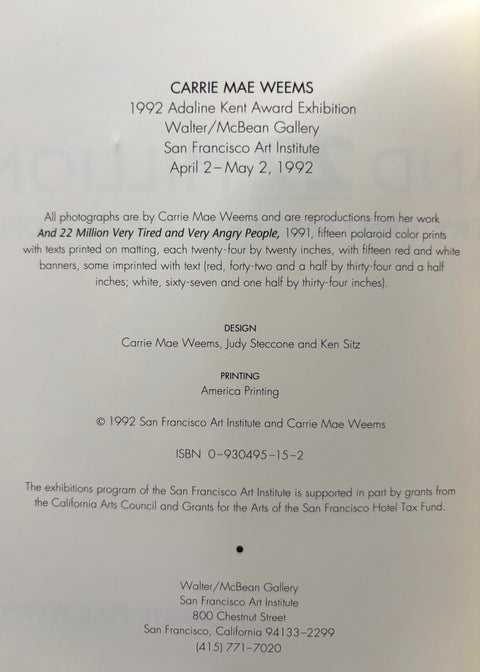 CARRIE MAE WEEMS
1992 Adaline Kent Award Exhibition
Walter/McBean Gallery
San Francisco Art Institute
April 2–May 2, 1992
All photographs are by Carrie Mae Weems and are reproductions from her work
And 22 Million Very Tired and Very Angry People, 1991, fifteen polaroid color prints
with texts printed on matting, each twenty-four by twenty inches, with fifteen red and white
banners, some imprinted with text (red, forty-two and a half by thirty-four and a half
inches; white, sixty-seven and one half by thirty-four inches).
DESIGN
Carrie Mae Weems, Judy Steccone and Ken Sitz
PRINTING
America Printing
© 1992 San Francisco Art Institute and Carrie Mae Weems
ISBN 0–930495–15–2
The exhibitions program of the San Francisco Art Institute is supported in part by grants from
the California Arts Council and Grants for the Arts of the San Francisco Hotel Tax Fund.
•
Walter/McBean Gallery
San Francisco Art Institute
800 Chestnut Street
San Francisco, California 94133–2299
(415) 771–7020